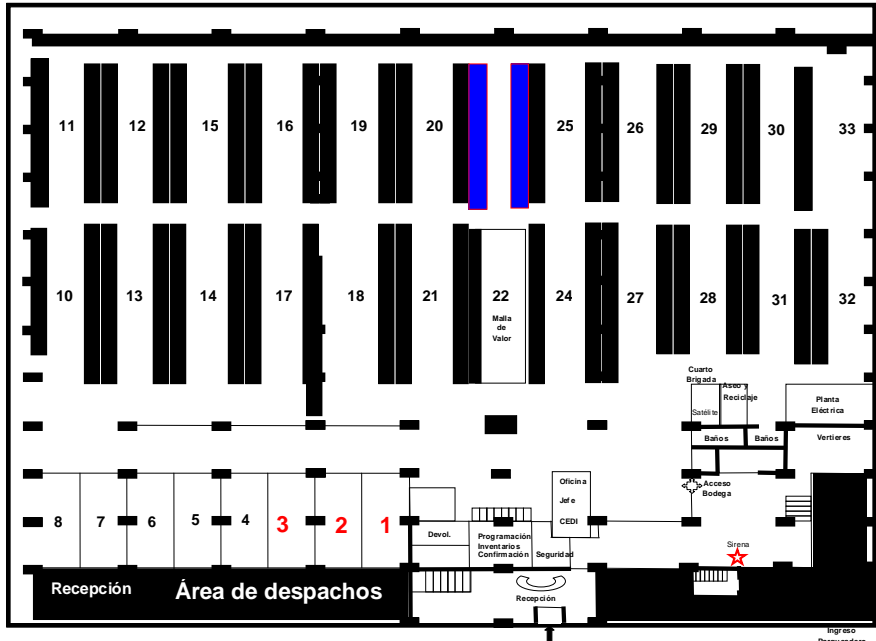 11 12 15 16 19 20 25 26 29 30 33
10 13 14 17 18 21 22 24 27 28 31 32
Malla
de
Valor
Cuarto
Brigada
Aseo y
Reciclaje
Satélite
Planta
Eléctrica
Baños
Baños
Vertieres
Oficina
Jefe
CEDI
Acceso
Bodega
8 7 6 5 4 3 2 1
Devol.
Programación
Inventarios
Confirmación
Seguridad
Sirena
Recepción
Área de despachos
Recepción
Ingreso